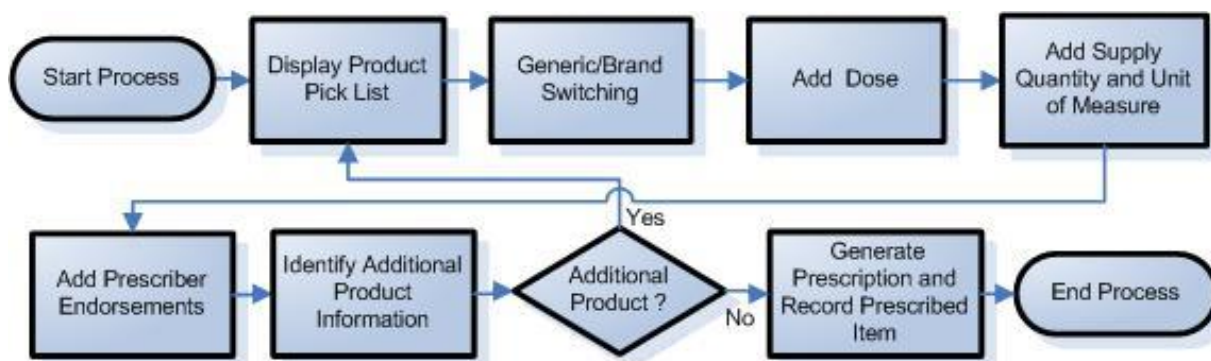 Start Process
Display Product
Pick List
Generic/Brand
Switching
Add Dose
Add Supply
Quantity and Unit
of Measure
Add Prescriber
Endorsements
Identify Additional
Product
Information
Yes
Additional
Product ?
No
Generate
Prescription and
Record Prescribed
Item
End Process